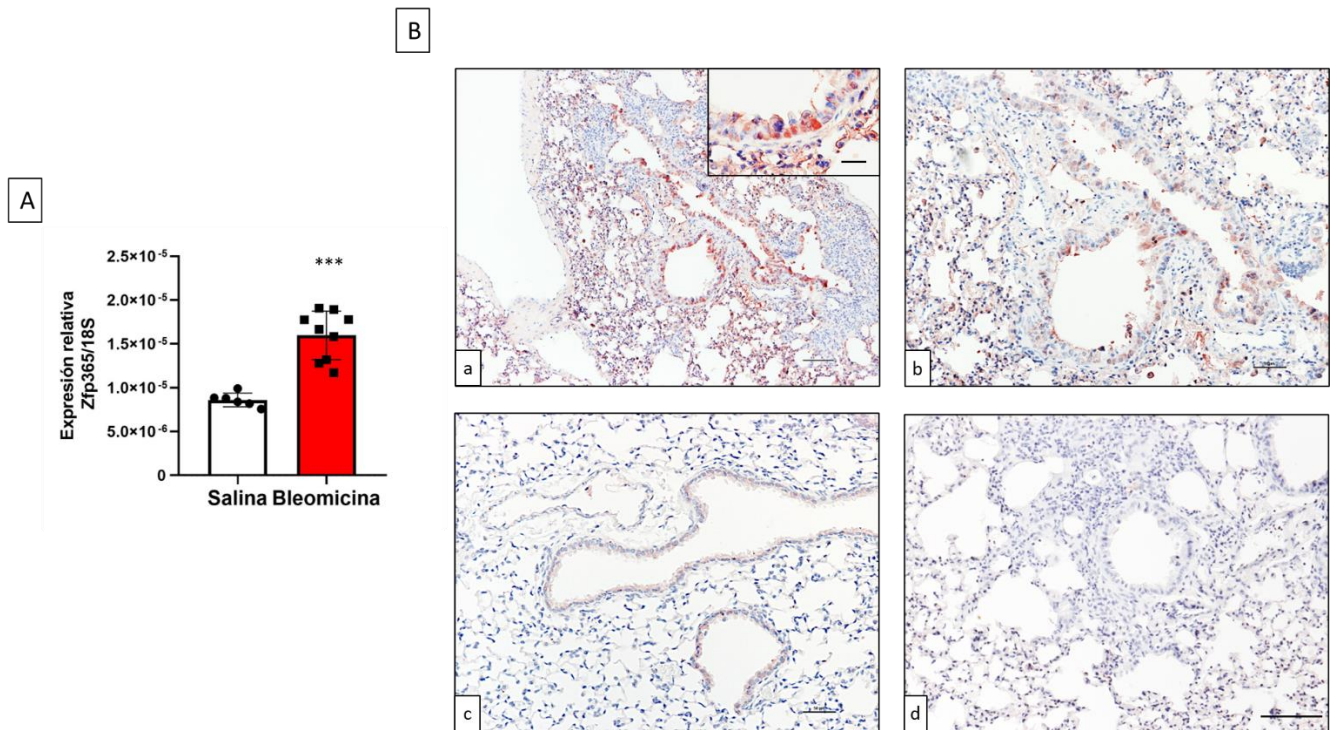 B
A
Expresión relativa
Zfp365/18S
2.5×10⁻⁵
2.0×10⁻⁵
1.5×10⁻⁵
1.0×10⁻⁵
5.0×10⁻⁶
0
***
Salina Bleomicina
a
b
c
d